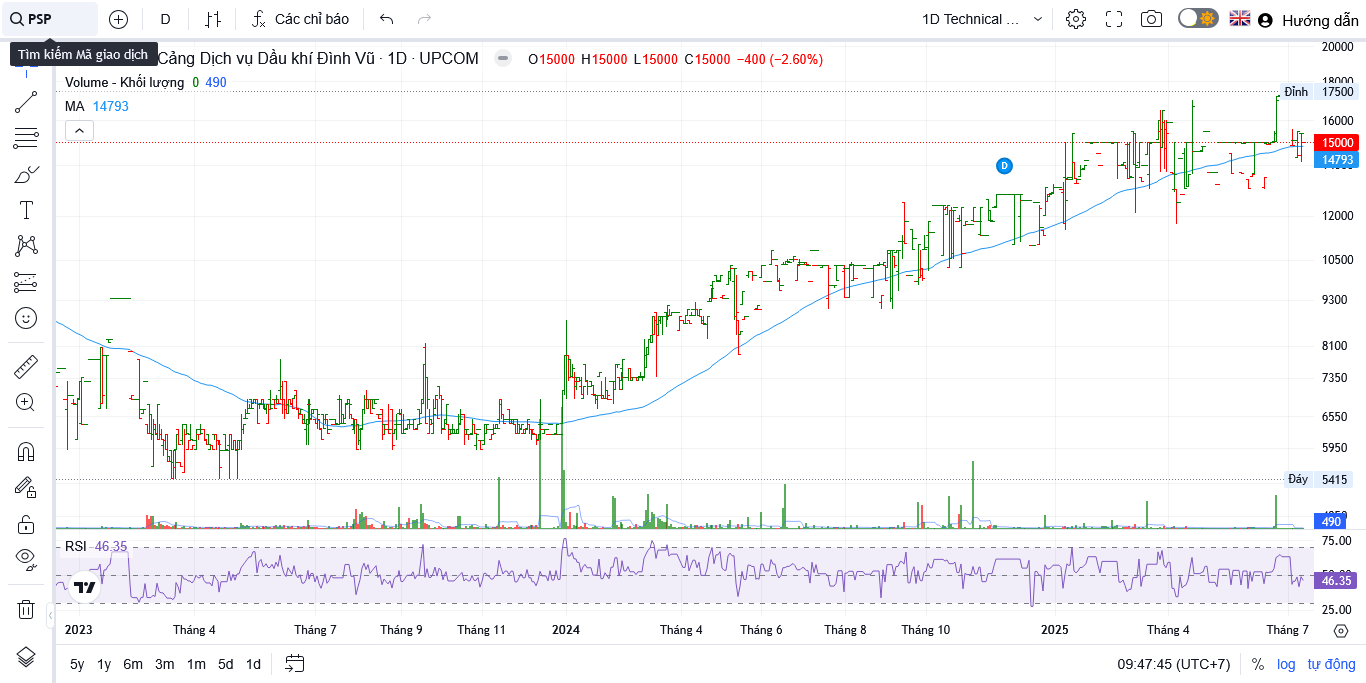 PSP
D
Các chỉ báo
1D Technical ...
Hướng dẫn
Tìm kiếm Mã giao dịch
Cảng Dịch vụ Dầu khí Đình Vũ · 1D · UPCOM
O15000 H15000 L15000 C15000 −400 (−2.60%)
Volume - Khối lượng 0 490
MA 14793
20000
18000
Đỉnh 17500
16000
15000
14793
D
12000
10500
9300
8100
7350
6550
5950
Đáy 5415
490
RSI 46.35
75.00
46.35
25.00
2023 Tháng 4 Tháng 7 Tháng 9 Tháng 11 2024 Tháng 4 Tháng 6 Tháng 8 Tháng 10 2025 Tháng 4 Tháng 7
5y 1y 6m 3m 1m 5d 1d
09:47:45 (UTC+7) % log tự động